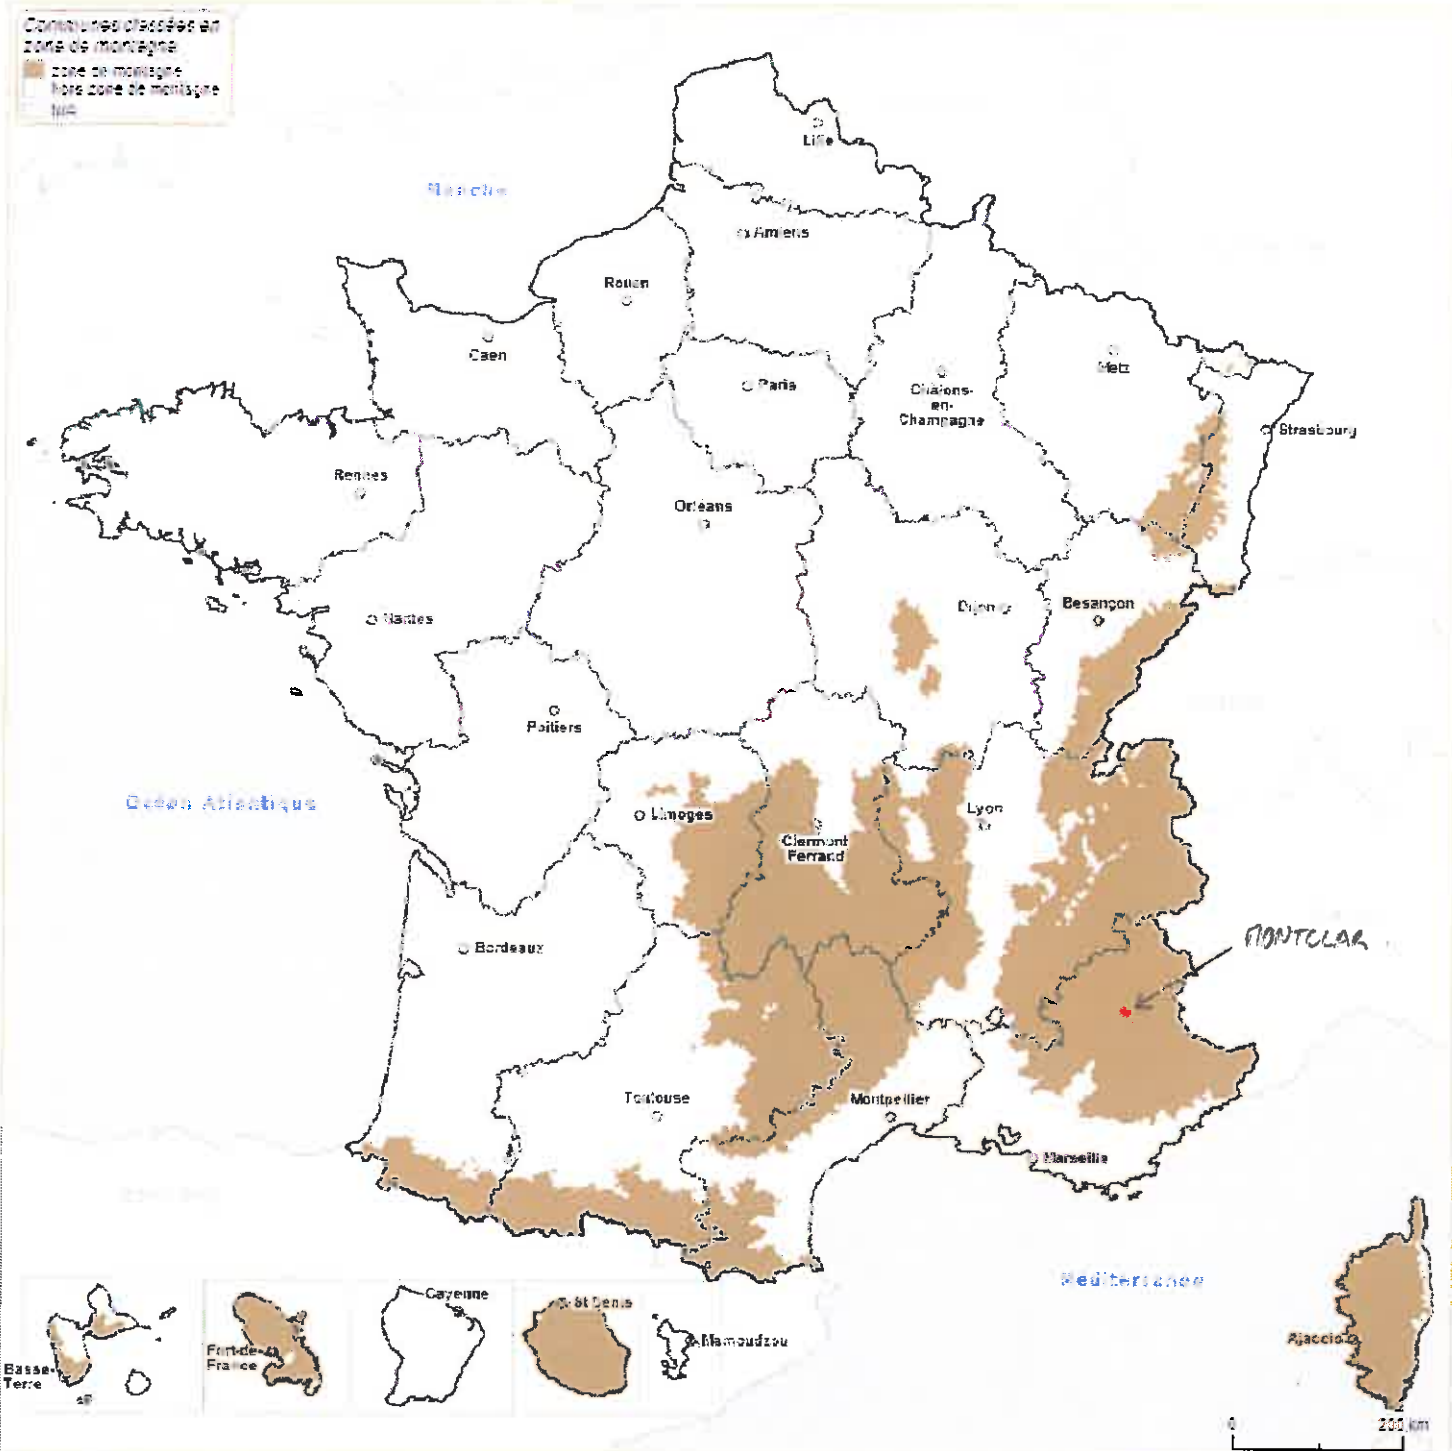 Communes classées en
zone de montagne
zone de montagne
hors zone de montagne
Lille
Manche
Amiens
Rouen
Caen
Metz
Paris
Châlons-
en-
Champagne
Strasbourg
Rennes
Orléans
Dijon
Besançon
Nantes
Poitiers
Océan Atlantique
Limoges
Lyon
Clermont
Ferrand
MONTCLAR
Bordeaux
Toulouse
Montpellier
Marseille
Mediterranee
Cayenne
St Denis
Mamoudzou
Ajaccio
Fort-de-
France
Basse-
Terre
0
200 km